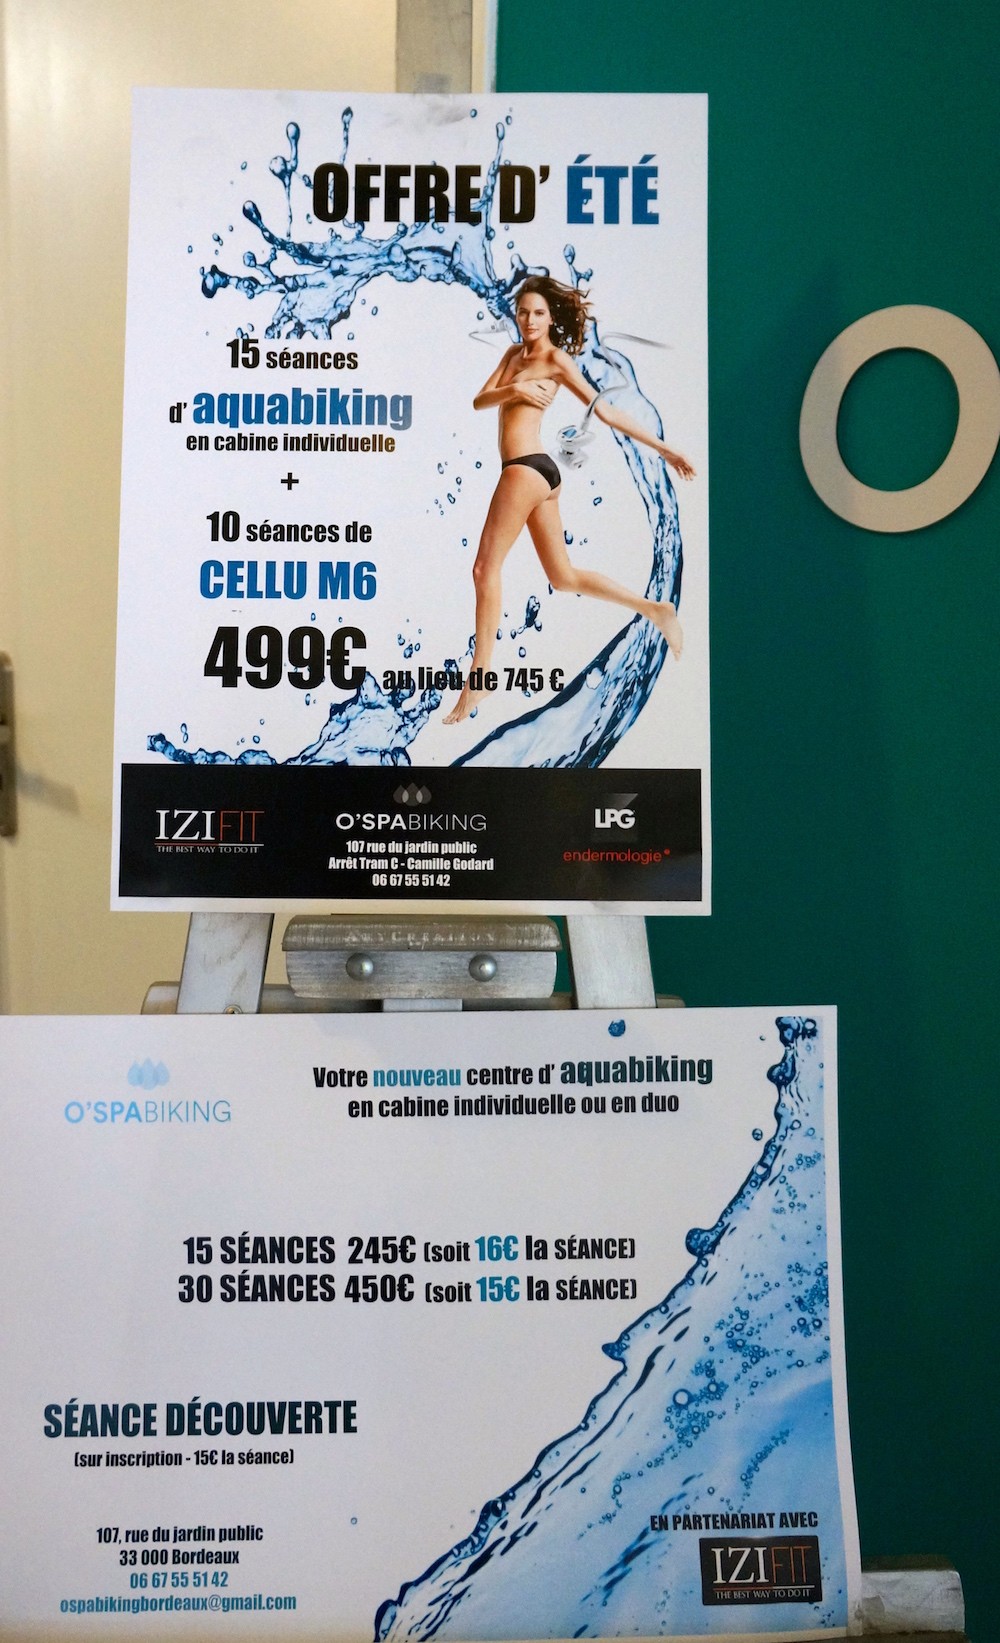 OFFRE D' ÉTÉ
15 séances
d' aquabiking
en cabine individuelle
+
10 séances de
CELLU M6
499€ au lieu de 745 €
IZIFIT
THE BEST WAY TO DO IT
O'SPABIKING
107 rue du jardin public
Arrêt Tram C - Camille Godard
06 67 55 51 42
LPG
endermologie
O
ArtCreation
O'SPABIKING
Votre nouveau centre d' aquabiking
en cabine individuelle ou en duo
15 SÉANCES 245€ (soit 16€ la SÉANCE)
30 SÉANCES 450€ (soit 15€ la SÉANCE)
SÉANCE DÉCOUVERTE
(sur inscription - 15€ la séance)
107, rue du jardin public
33 000 Bordeaux
06 67 55 51 42
ospabikingbordeaux@gmail.com
EN PARTENARIAT AVEC
IZIFIT
THE BEST WAY TO DO IT